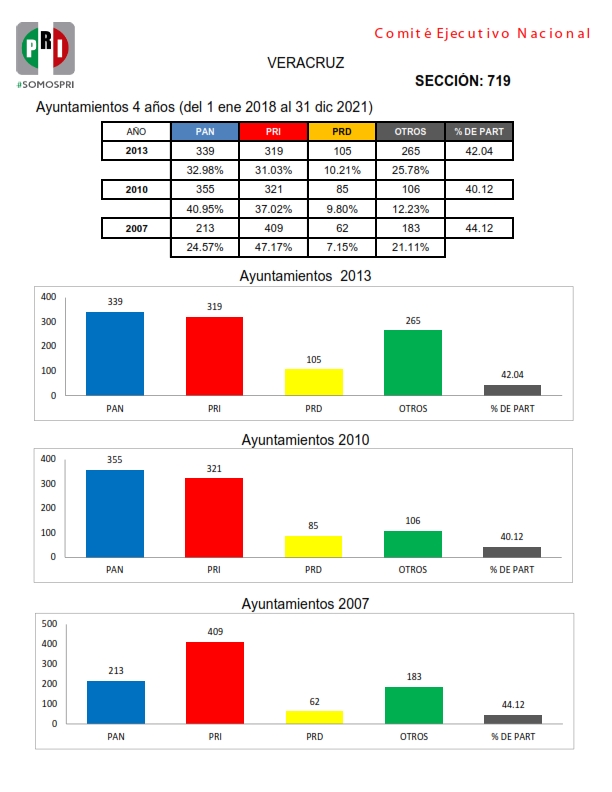 Comité Ejecutivo Nacional
PRI
#SOMOSPRI
VERACRUZ
SECCIÓN: 719
Ayuntamientos 4 años (del 1 ene 2018 al 31 dic 2021)
AÑO PAN PRI PRD OTROS % DE PART
2013 339 319 105 265 42.04
32.98% 31.03% 10.21% 25.78%
2010 355 321 85 106 40.12
40.95% 37.02% 9.80% 12.23%
2007 213 409 62 183 44.12
24.57% 47.17% 7.15% 21.11%
Ayuntamientos 2013
400
300
200
100
0
339 319 105 265 42.04
PAN PRI PRD OTROS % DE PART
Ayuntamientos 2010
400
300
200
100
0
355 321 85 106 40.12
PAN PRI PRD OTROS % DE PART
Ayuntamientos 2007
500
400
300
200
100
0
213 409 62 183 44.12
PAN PRI PRD OTROS % DE PART